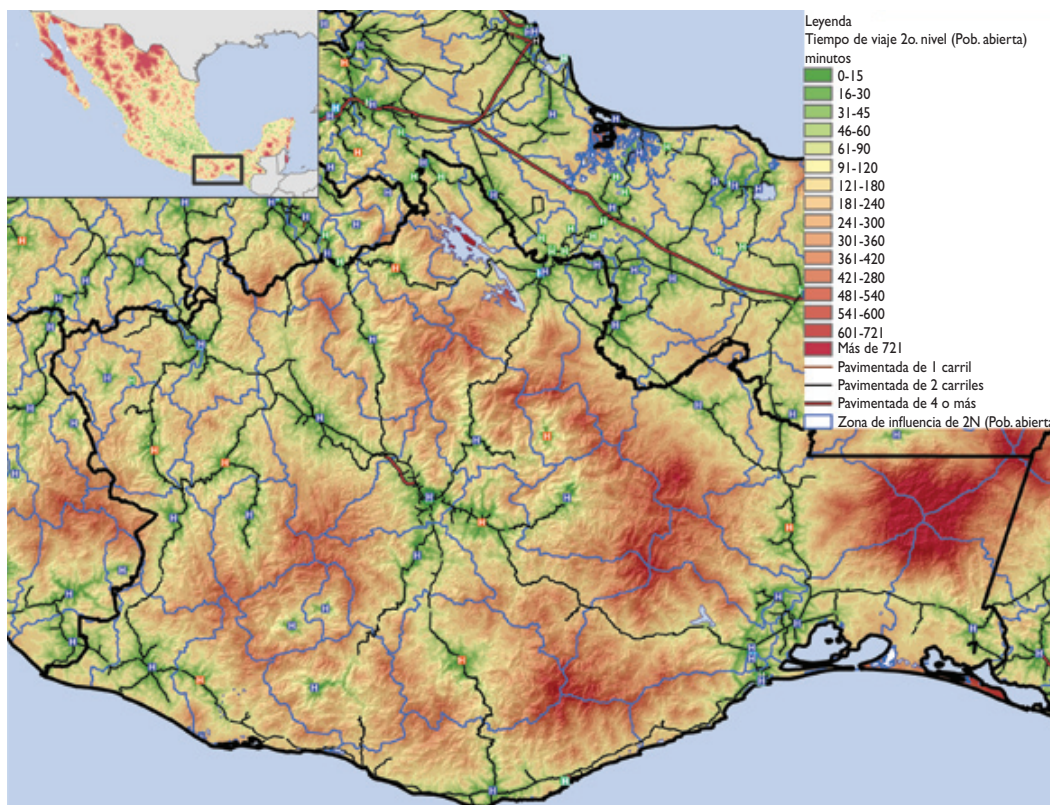 Leyenda
Tiempo de viaje 2o. nivel (Pob. abierta)
minutos
0-15
16-30
31-45
46-60
61-90
91-120
121-180
181-240
241-300
301-360
361-420
421-280
481-540
541-600
601-721
Más de 721
Pavimentada de 1 carril
Pavimentada de 2 carriles
Pavimentada de 4 o más
Zona de influencia de 2N (Pob. abierta